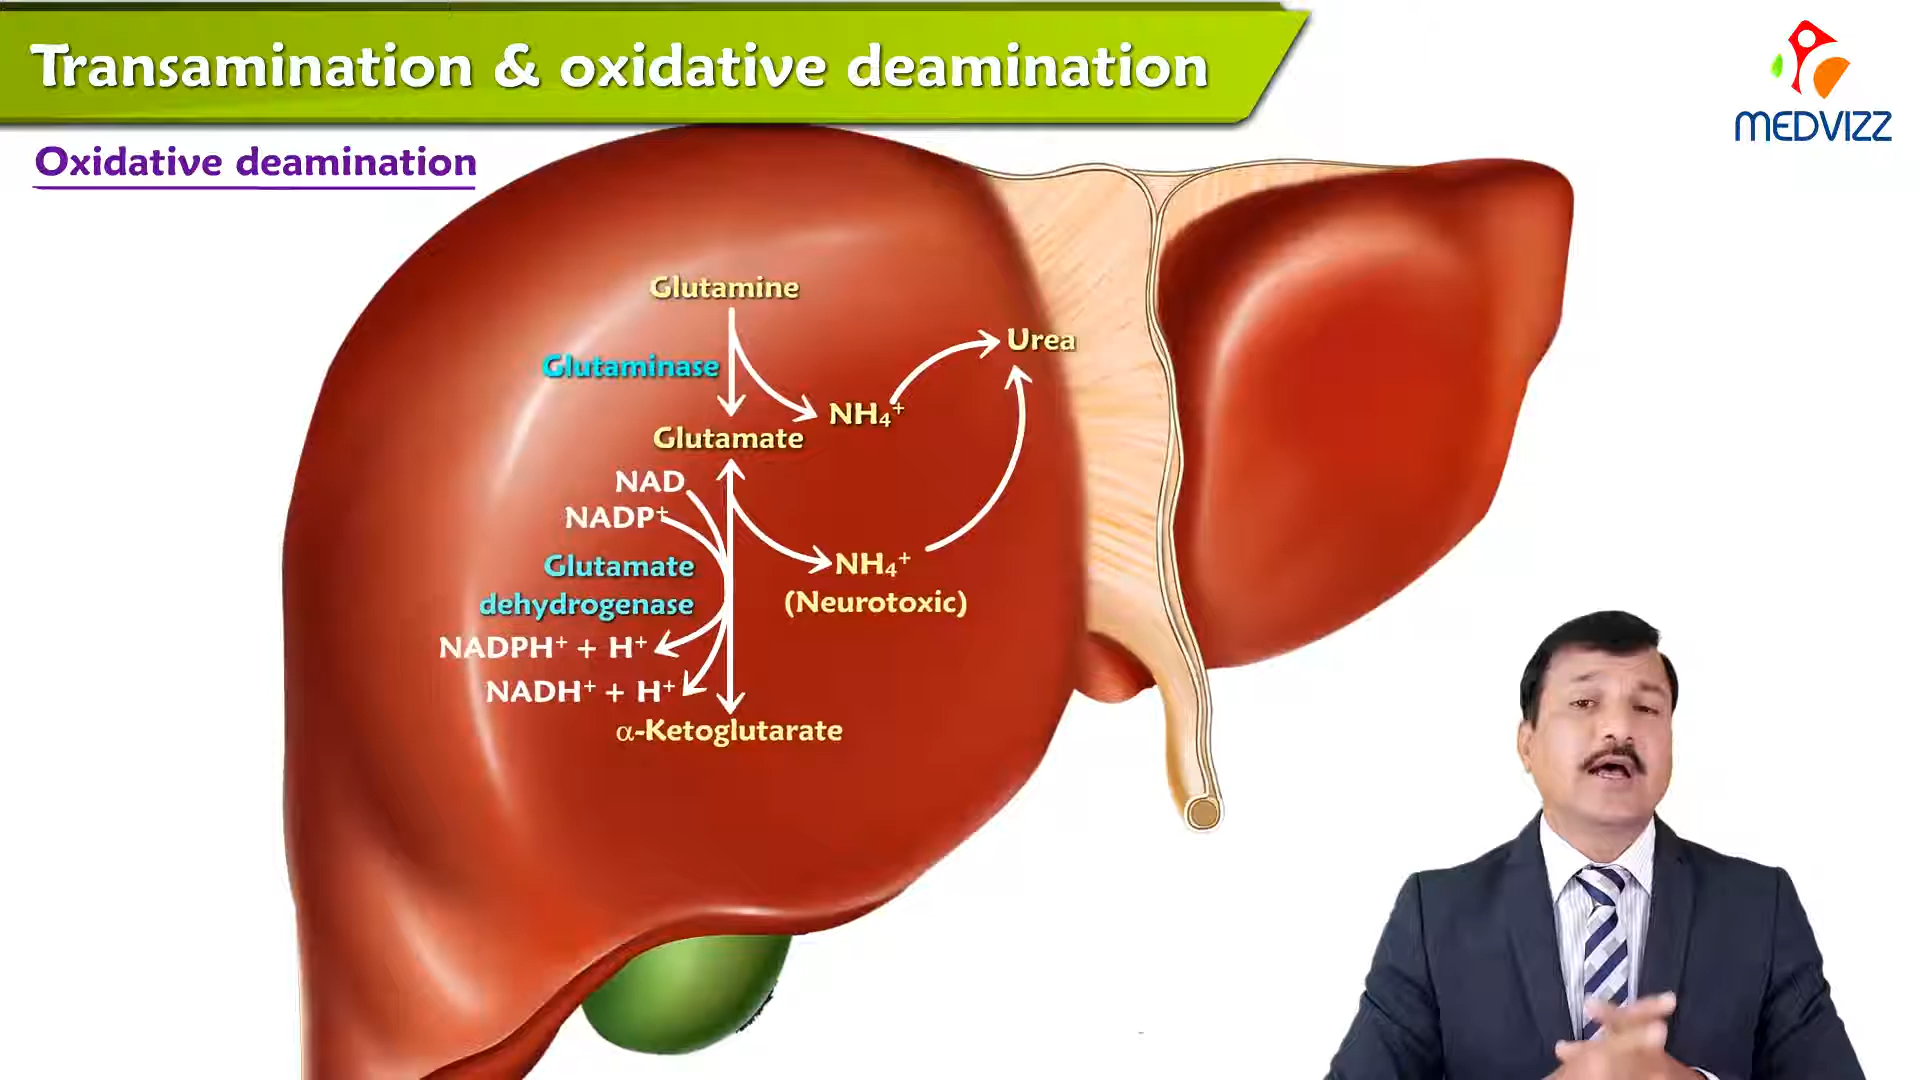 Transamination & oxidative deamination
MEDVIZZ
Oxidative deamination
Glutamine
Urea
Glutaminase
NH₄⁺
Glutamate
NAD
NADP⁺
Glutamate
dehydrogenase
NH₄⁺
(Neurotoxic)
NADPH⁺ + H⁺
NADH⁺ + H⁺
α-Ketoglutarate